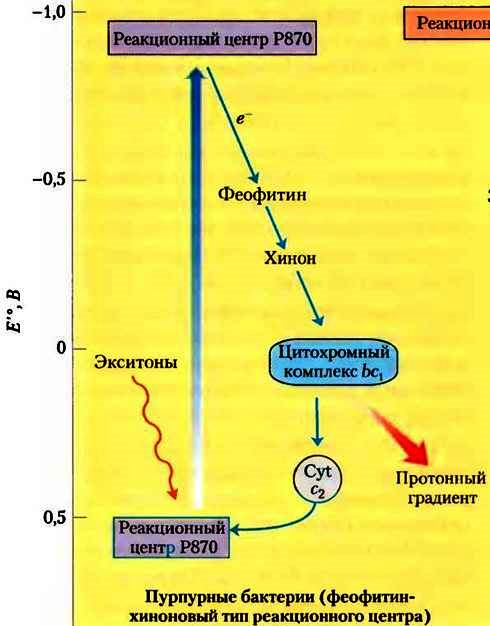 –1,0
Реакционный центр P870
Реакцион
e⁻
–0,5
Феофитин
Хинон
E′°, В
0
Экситоны
Цитохромный
комплекс bc₁
Cyt
c₂
Протонный
градиент
0,5
Реакционный
центр P870
Пурпурные бактерии (феофитин-
хиноновый тип реакционного центра)